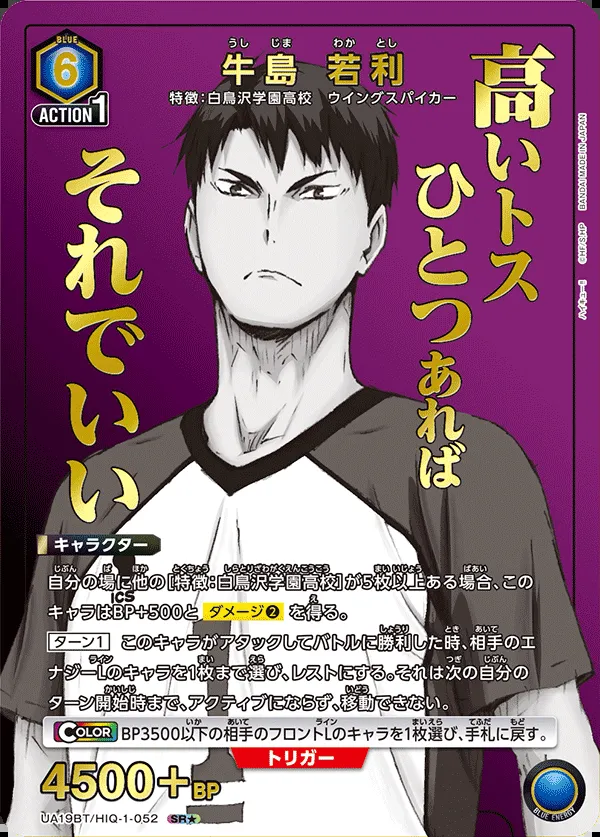 BLUE
6
ACTION1
うし じま わか とし
牛島 若利
特徴：白鳥沢学園高校 ウイングスパイカー
高いトス
ひとつあれば
それでいい
ハイキュー!! ©HF,S,HP BANDAI MADE IN JAPAN
キャラクター
自分の場に他の[特徴：白鳥沢学園高校]が5枚以上ある場合、この
キャラはBP+500と ダメージ❷ を得る。
ターン1 このキャラがアタックしてバトルに勝利した時、相手のエ
ナジーLのキャラを1枚まで選び、レストにする。それは次の自分の
ターン開始時まで、アクティブにならず、移動できない。
COLOR BP3500以下の相手のフロントLのキャラを1枚選び、手札に戻す。
トリガー
4500+BP
UA19BT/HIQ-1-052 SR★
BLUE ENERGY